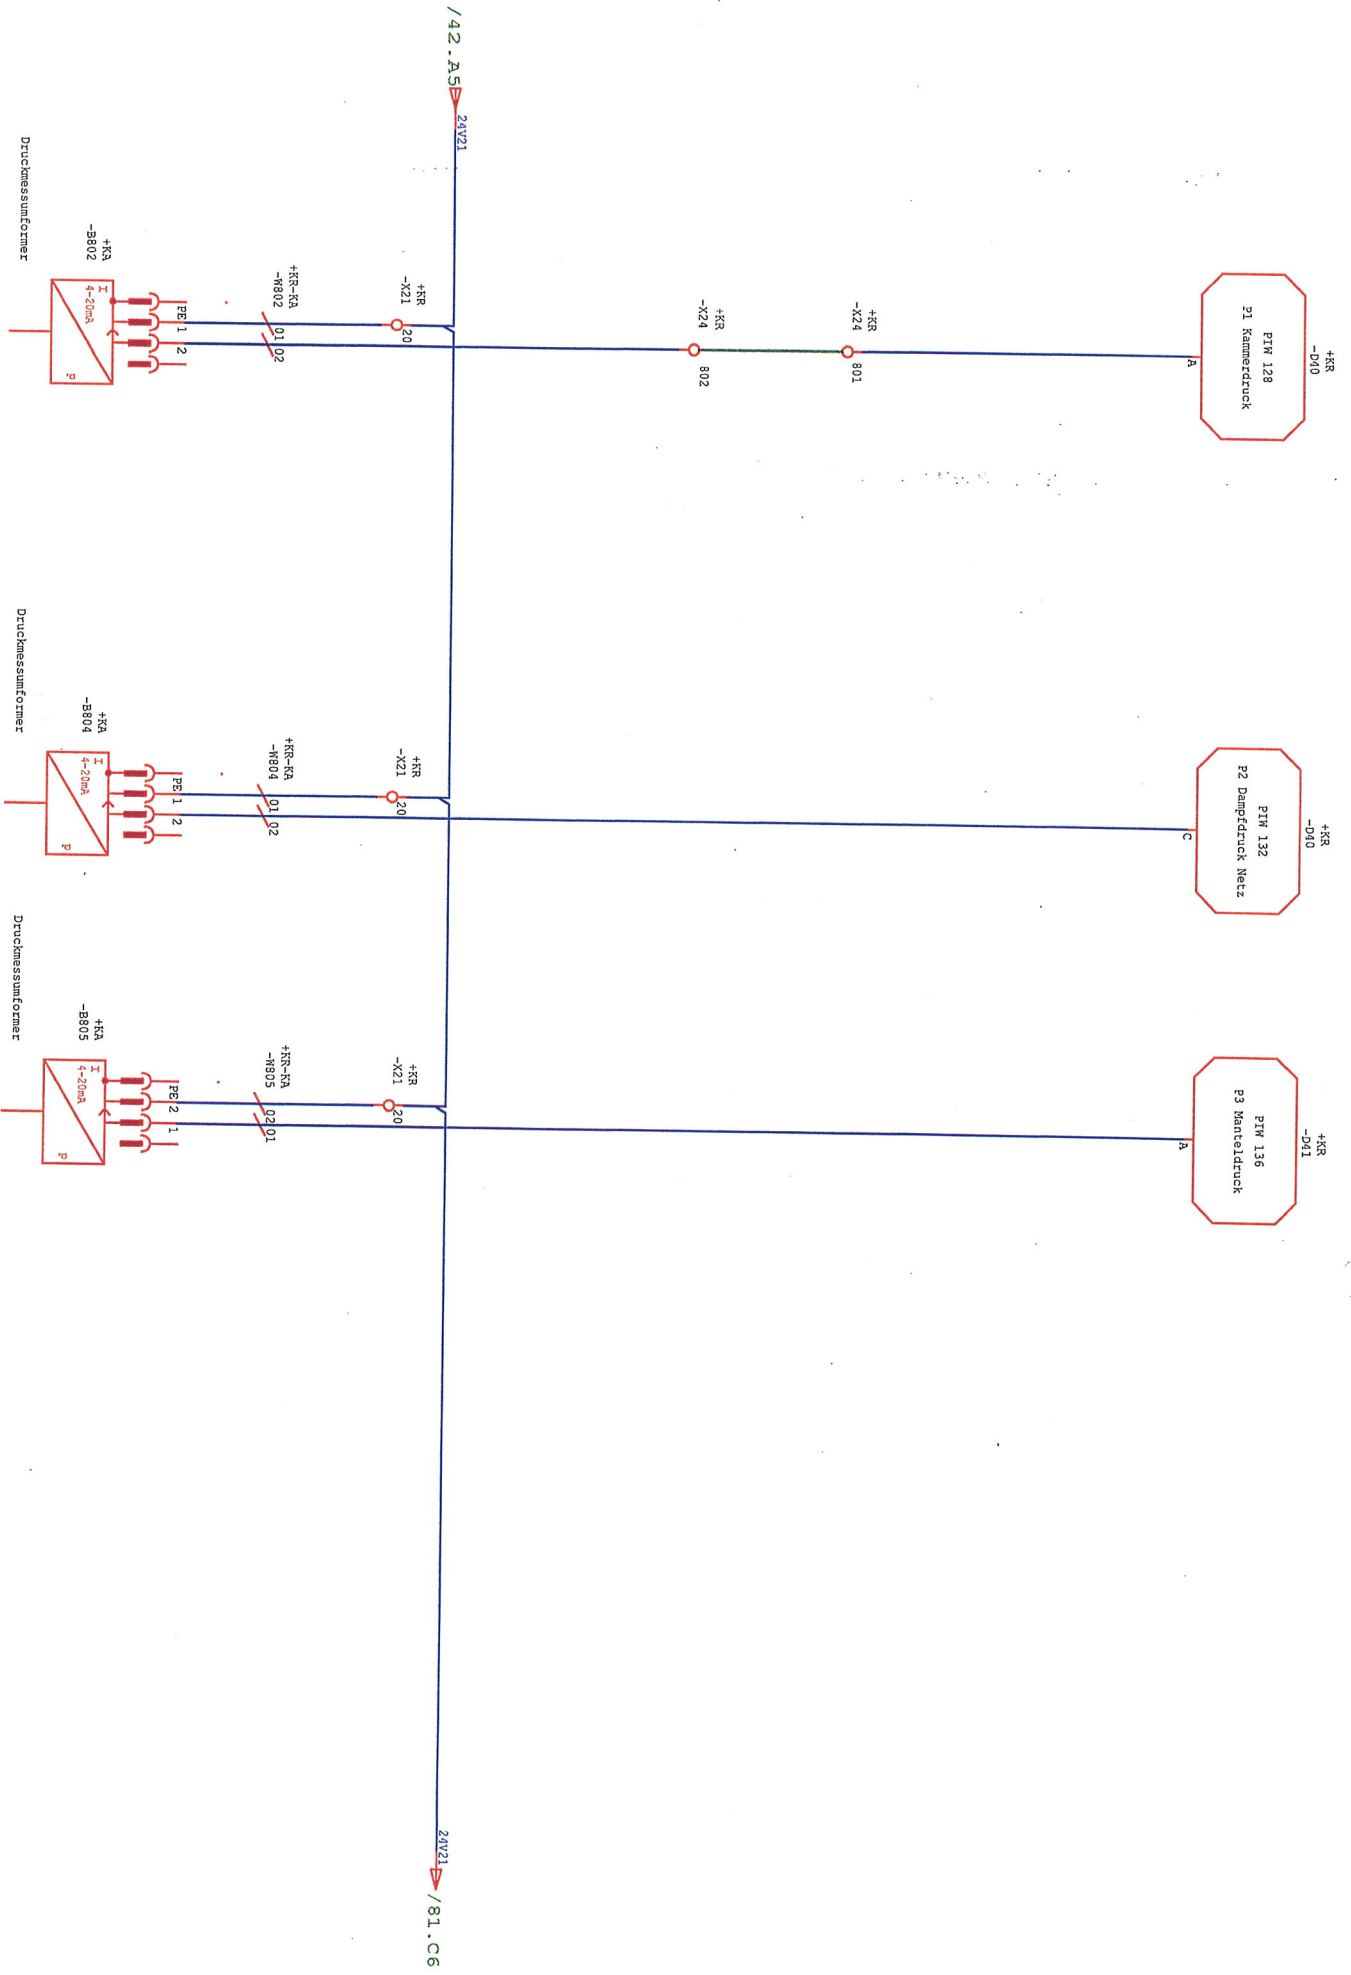 +KR
-D40
PIW 128
P1 Kammerdruck
A
+KR
-D40
PIW 132
P2 Dampfdruck Netz
C
+KR
-D41
PIW 136
P3 Manteldruck
A
+KR
-X24
801
+KR
-X24
802
/42.A5
24V21
24V21
/81.C6
+KR
-X21
20
+KR
-X21
20
+KR
-X21
20
+KR-KA
-W802
01 02
+KR-KA
-W804
01 02
+KR-KA
-W805
02 01
PE 1 2
PE 1 2
PE 2 1
+KA
-B802
I
4-20mA
P
+KA
-B804
I
4-20mA
P
+KA
-B805
I
4-20mA
P
Druckmessumformer
Druckmessumformer
Druckmessumformer